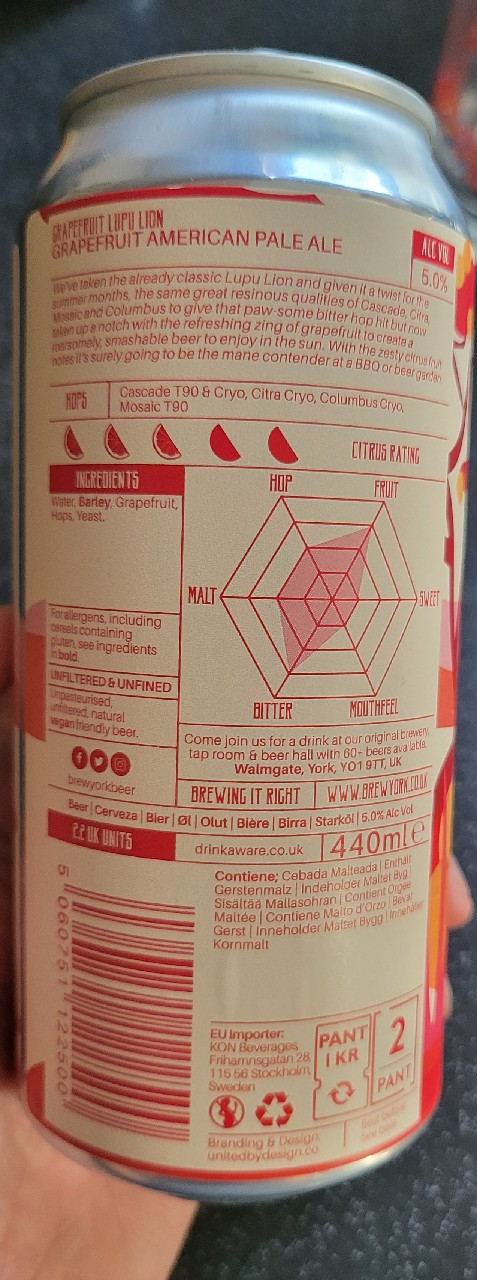 GRAPEFRUIT LUPU LION
GRAPEFRUIT AMERICAN PALE ALE
ALC VOL
5.0%
We've taken the already classic Lupu Lion and given it a twist for the
summer months, the same great resinous qualities of Cascade, Citra,
Mosaic and Columbus to give that paw-some bitter hop hit but now
taken up a notch with the refreshing zing of grapefruit to create a
roarsomely, smashable beer to enjoy in the sun. With the zesty citrus fruit
notes it's surely going to be the mane contender at a BBQ or beer garden.
HOPS
Cascade T90 & Cryo, Citra Cryo, Columbus Cryo,
Mosaic T90
CITRUS RATING
INGREDIENTS
Water, Barley, Grapefruit,
Hops, Yeast.
For allergens, including
cereals containing
gluten, see ingredients
in bold.
UNFILTERED & UNFINED
Unpasteurised,
unfiltered, natural
vegan friendly beer.
brewyorkbeer
HOP
FRUIT
MALT
SWEET
BITTER
MOUTHFEEL
Come join us for a drink at our original brewery,
tap room & beer hall with 60+ beers available.
Walmgate, York, YO1 9TT, UK
BREWING IT RIGHT
WWW.BREWYORK.CO.UK
Beer | Cerveza | Bier | Øl | Olut | Bière | Birra | Starköl | 5.0% Alc Vol
2.2 UK UNITS
drinkaware.co.uk
440ml e
Contiene; Cebada Malteada | Enthält
Gerstenmalz | Indeholder Maltet Byg
Sisältää Mallasohran | Contient Orgée
Maltée | Contiene Malto d'Orzo | Bevat
Gerst | Inneholder Maltet Bygg | Innehåller
Kornmalt
5 060751 122500
EU Importer:
KON Beverages,
Frihamnsgatan 28,
115 56 Stockholm,
Sweden
PANT
1 KR
2
PANT
Branding & Design:
unitedbydesign.co
Best before:
see base